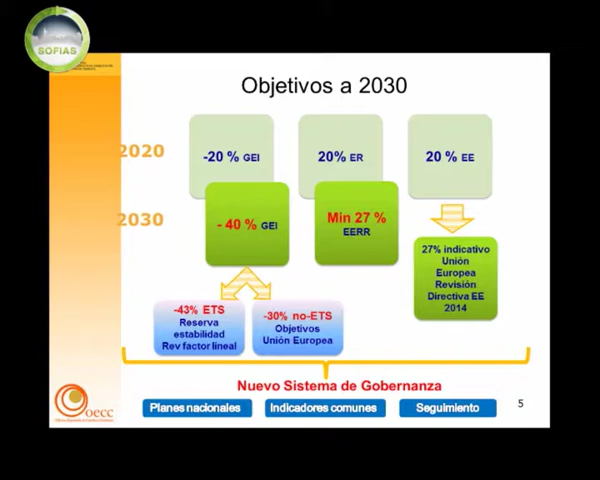 SOFIAS
Objetivos a 2030
2020
-20 % GEI
20% ER
20 % EE
2030
- 40 % GEI
Min 27 %
EERR
27% indicativo
Unión
Europea
Revisión
Directiva EE
2014
-43% ETS
Reserva
estabilidad
Rev factor lineal
-30% no-ETS
Objetivos
Unión Europea
Nuevo Sistema de Gobernanza
Planes nacionales
Indicadores comunes
Seguimiento
5
oecc